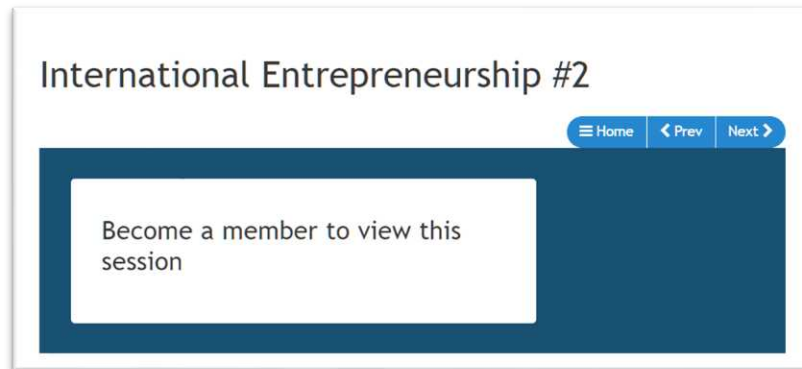 International Entrepreneurship #2
Home Prev Next
Become a member to view this
session